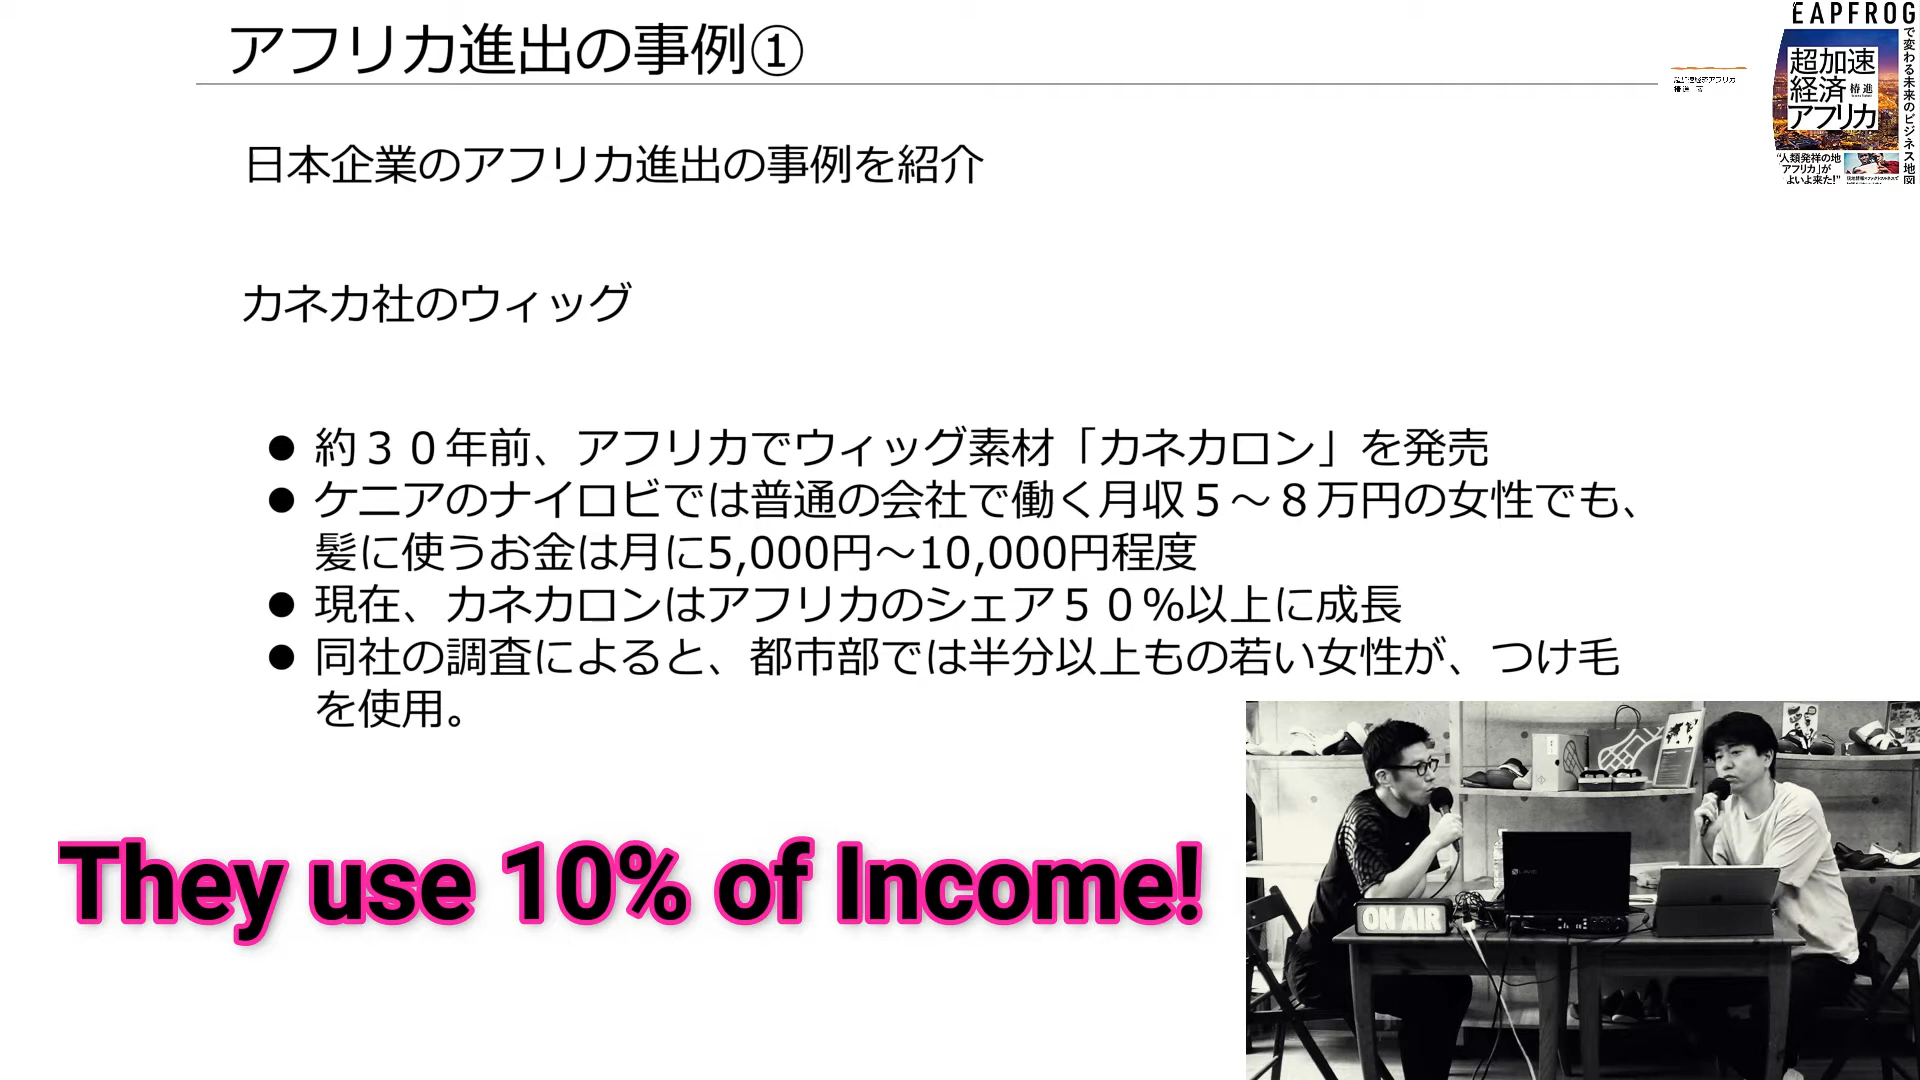 アフリカ進出の事例①
日本企業のアフリカ進出の事例を紹介
カネカ社のウィッグ
● 約３０年前、アフリカでウィッグ素材「カネカロン」を発売
● ケニアのナイロビでは普通の会社で働く月収５～８万円の女性でも、
髪に使うお金は月に5,000円～10,000円程度
● 現在、カネカロンはアフリカのシェア５０%以上に成長
● 同社の調査によると、都市部では半分以上もの若い女性が、つけ毛
を使用。
They use 10% of Income!
EAPFROG
で変わる未来のビジネス地図
超加速
経済
椿 進
アフリカ
"人類発祥の地
アフリカ」が
よいよ来た!"
ON AIR